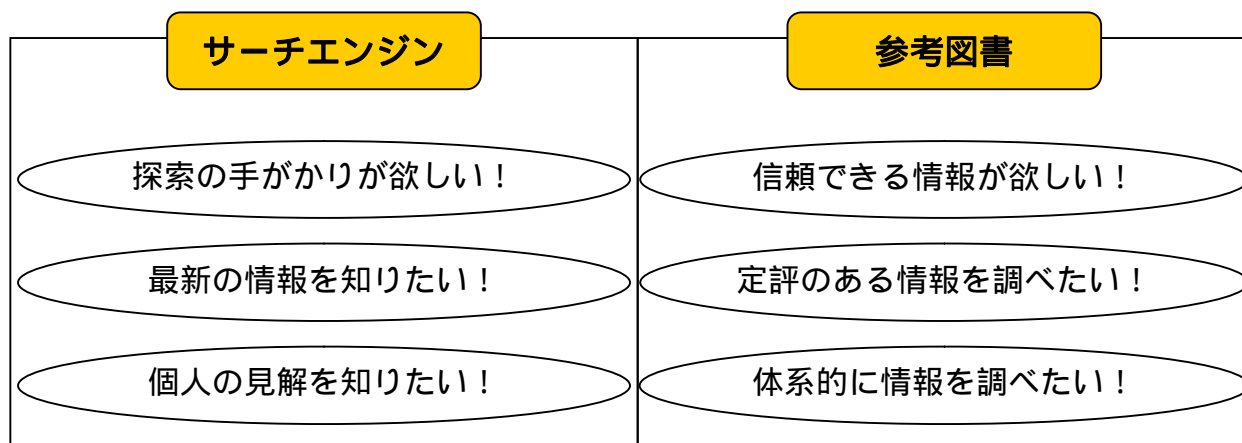 サーチエンジン
探索の手がかりが欲しい！
最新の情報を知りたい！
個人の見解を知りたい！
参考図書
信頼できる情報が欲しい！
定評のある情報を調べたい！
体系的に情報を調べたい！